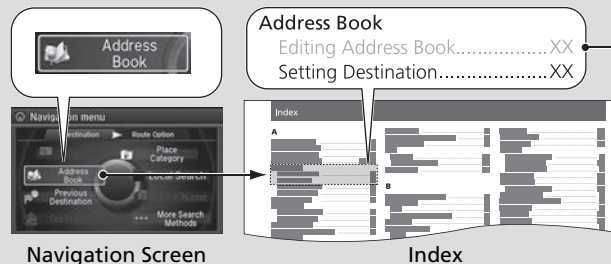 Address
Book
Address Book
Editing Address Book................XX
Setting Destination...................XX
Navigation menu
Destination
Route Option
Place
Category
Address
Book
Local Search
Previous
Destination
More Search
Methods
Index
A
B
Navigation Screen
Index